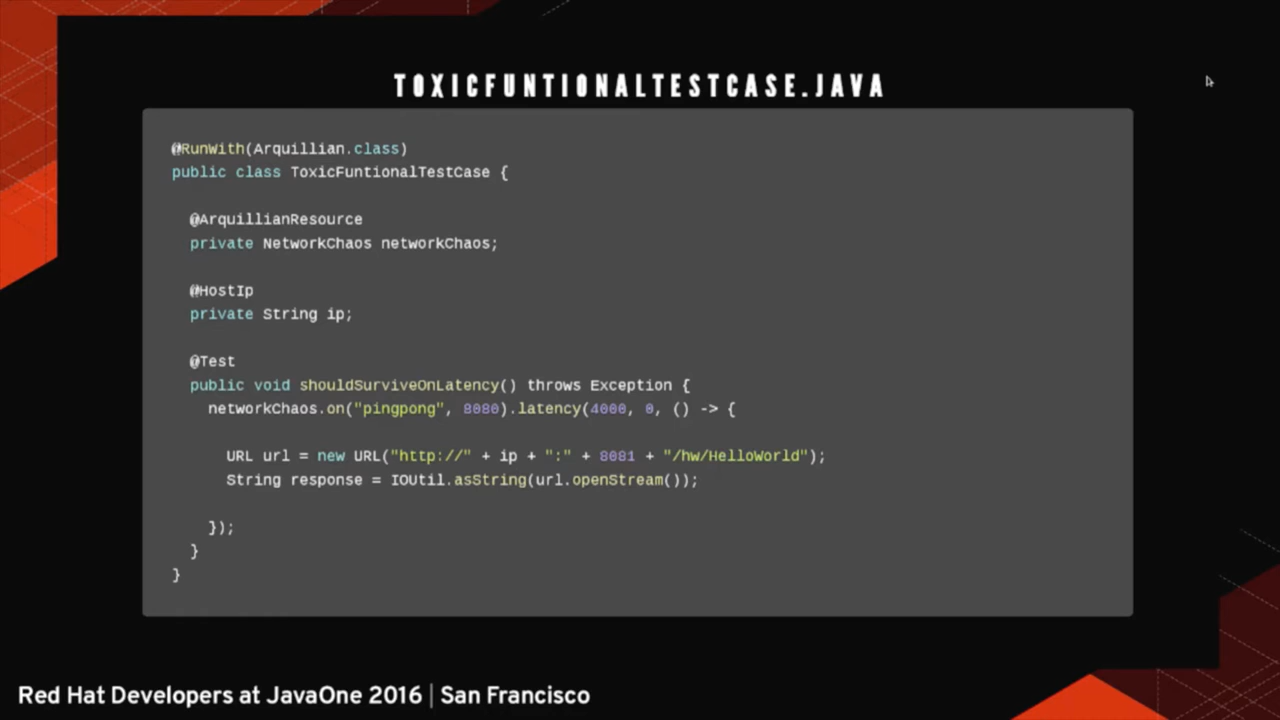 TOXICFUNTIONALTESTCASE.JAVA
@RunWith(Arquillian.class)
public class ToxicFuntionalTestCase {
@ArquillianResource
private NetworkChaos networkChaos;
@HostIp
private String ip;
@Test
public void shouldSurviveOnLatency() throws Exception {
networkChaos.on("pingpong", 8080).latency(4000, 0, () -> {
URL url = new URL("http://" + ip + ":" + 8081 + "/hw/HelloWorld");
String response = IOUtil.asString(url.openStream());
});
}
}
Red Hat Developers at JavaOne 2016 | San Francisco